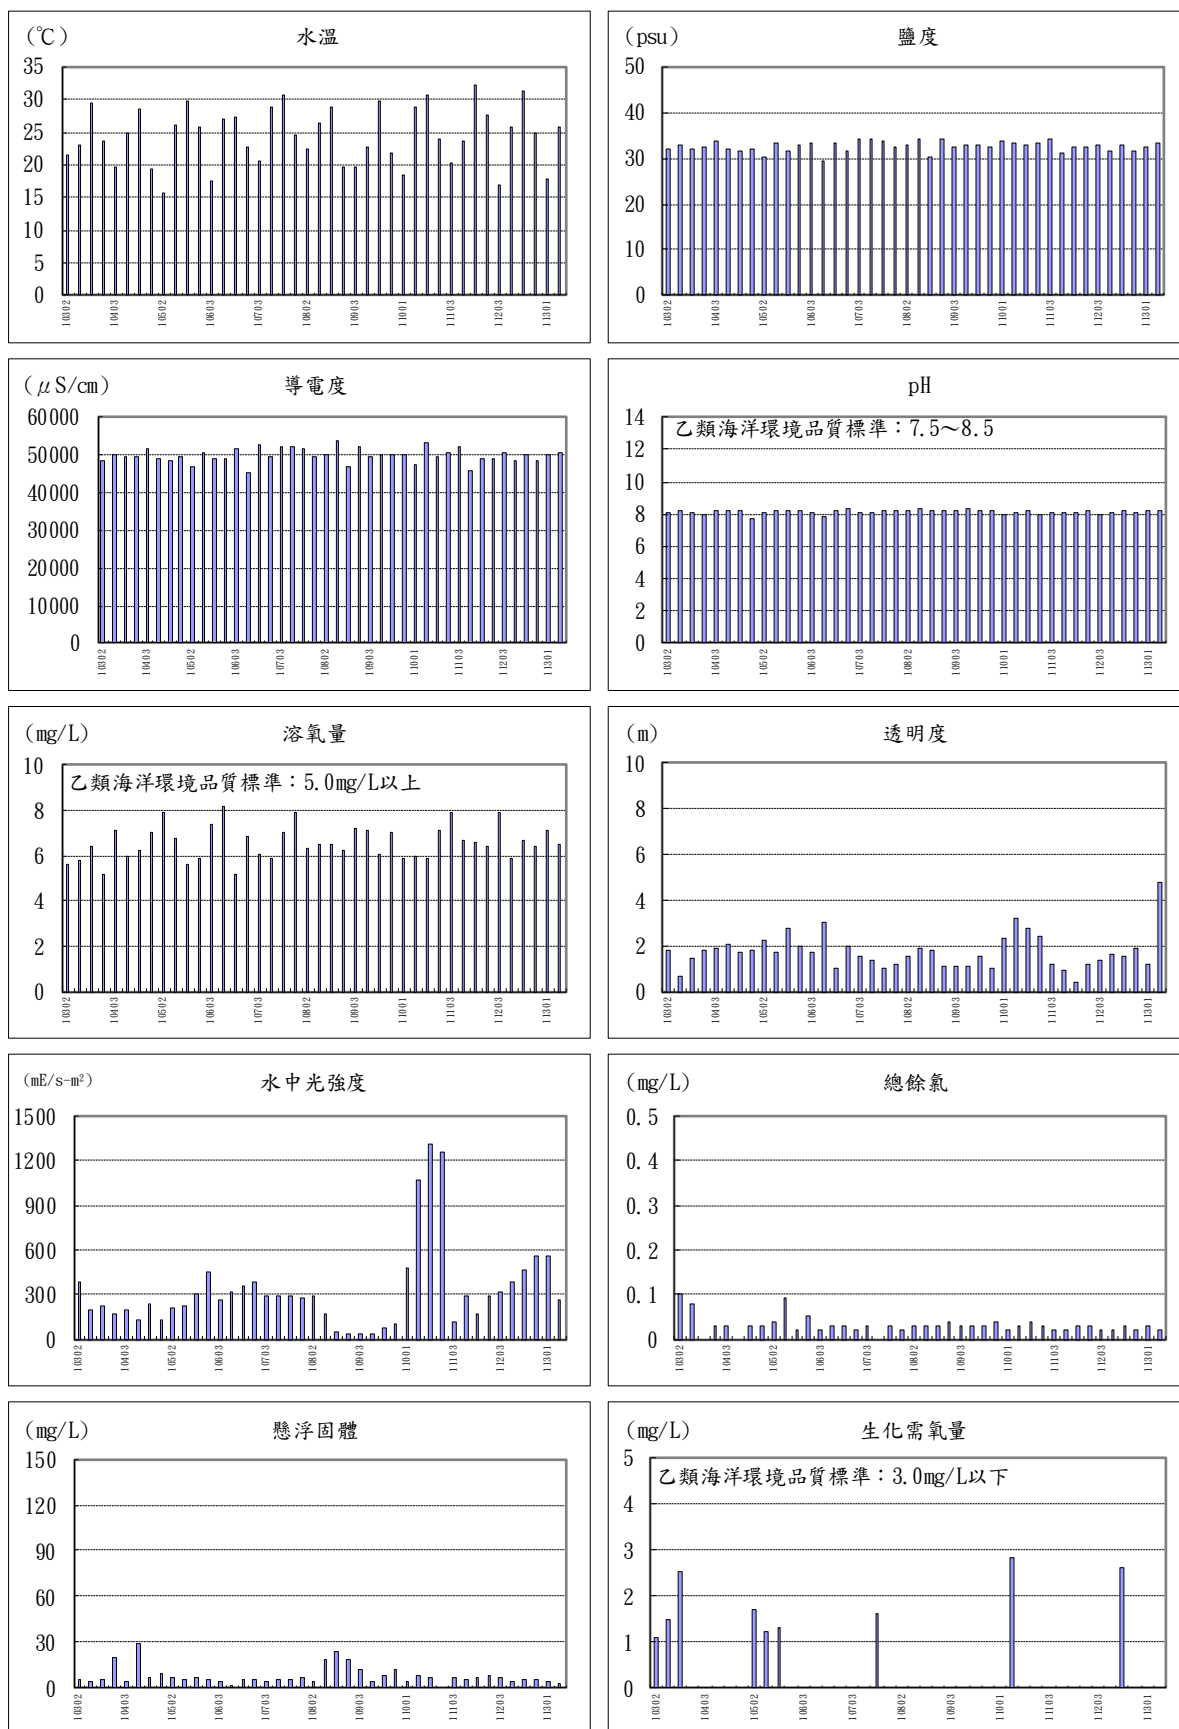 (℃) 水溫
35
30
25
20
15
10
5
0
10302 10403 10502 10603 10703 10802 10903 11001 11103 11203 11301
(psu) 鹽度
50
40
30
20
10
0
10302 10403 10502 10603 10703 10802 10903 11001 11103 11203 11301
(μS/cm) 導電度
60000
50000
40000
30000
20000
10000
0
10302 10403 10502 10603 10703 10802 10903 11001 11103 11203 11301
pH
乙類海洋環境品質標準：7.5～8.5
14
12
10
8
6
4
2
0
10302 10403 10502 10603 10703 10802 10903 11001 11103 11203 11301
(mg/L) 溶氧量
乙類海洋環境品質標準：5.0mg/L以上
10
8
6
4
2
0
10302 10403 10502 10603 10703 10802 10903 11001 11103 11203 11301
(m) 透明度
10
8
6
4
2
0
10302 10403 10502 10603 10703 10802 10903 11001 11103 11203 11301
(mE/s-m²) 水中光強度
1500
1200
900
600
300
0
10302 10403 10502 10603 10703 10802 10903 11001 11103 11203 11301
(mg/L) 總餘氯
0.5
0.4
0.3
0.2
0.1
0
10302 10403 10502 10603 10703 10802 10903 11001 11103 11203 11301
(mg/L) 懸浮固體
150
120
90
60
30
0
10302 10403 10502 10603 10703 10802 10903 11001 11103 11203 11301
(mg/L) 生化需氧量
乙類海洋環境品質標準：3.0mg/L以下
5
4
3
2
1
0
10302 10403 10502 10603 10703 10802 10903 11001 11103 11203 11301